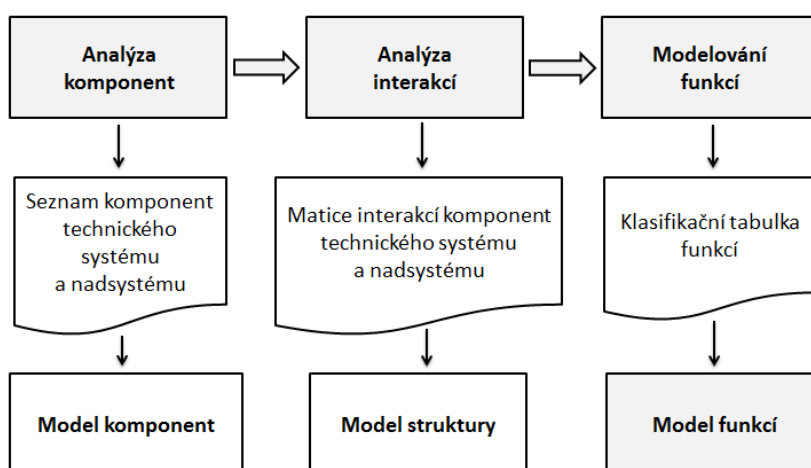 Analýza
komponent
Analýza
interakcí
Modelování
funkcí
Seznam komponent
technického
systému
a nadsystému
Matice interakcí komponent
technického systému
a nadsystému
Klasifikační tabulka
funkcí
Model komponent
Model struktury
Model funkcí